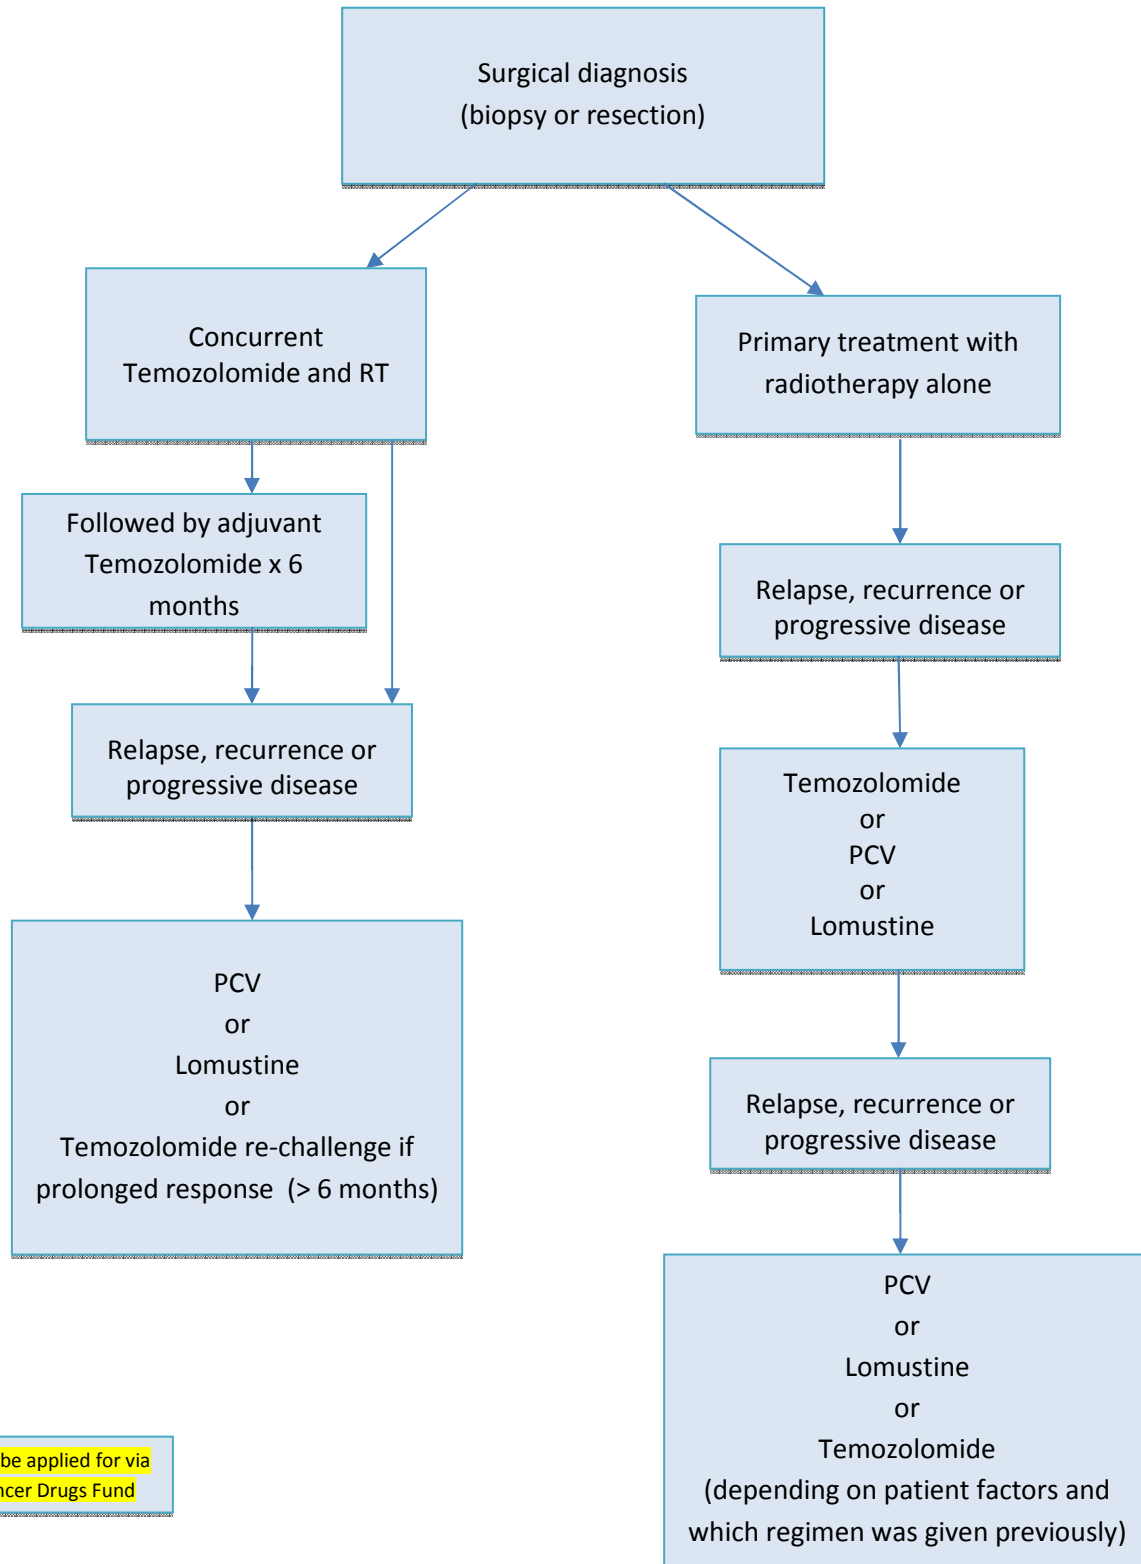 Surgical diagnosis
(biopsy or resection)
Concurrent
Temozolomide and RT
Primary treatment with
radiotherapy alone
Followed by adjuvant
Temozolomide x 6
months
Relapse, recurrence or
progressive disease
Relapse, recurrence or
progressive disease
Temozolomide
or
PCV
or
Lomustine
PCV
or
Lomustine
or
Temozolomide re-challenge if
prolonged response (> 6 months)
Relapse, recurrence or
progressive disease
PCV
or
Lomustine
or
Temozolomide
(depending on patient factors and
which regimen was given previously)
be applied for via
Drugs Fund